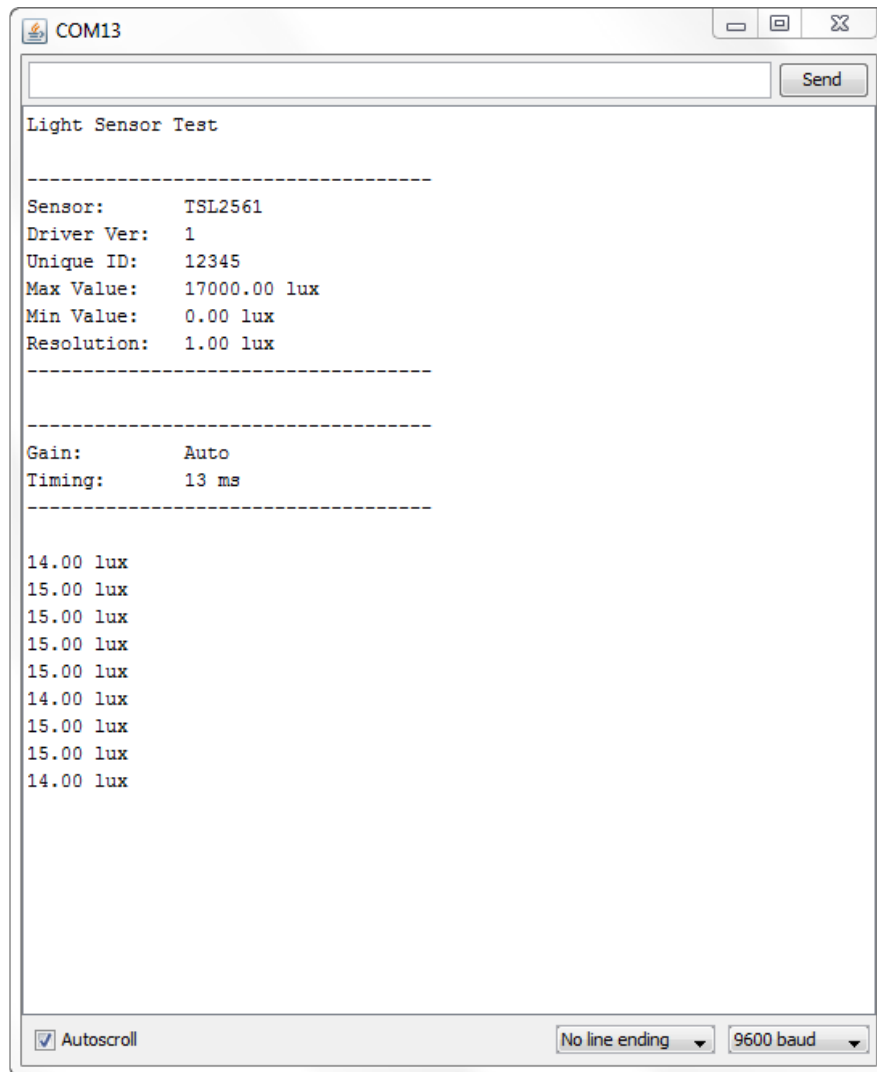 COM13
Send
Light Sensor Test
------------------------------------
Sensor:       TSL2561
Driver Ver:   1
Unique ID:    12345
Max Value:    17000.00 lux
Min Value:    0.00 lux
Resolution:   1.00 lux
------------------------------------
------------------------------------
Gain:         Auto
Timing:       13 ms
------------------------------------
14.00 lux
15.00 lux
15.00 lux
15.00 lux
15.00 lux
14.00 lux
15.00 lux
15.00 lux
14.00 lux
Autoscroll
No line ending
9600 baud